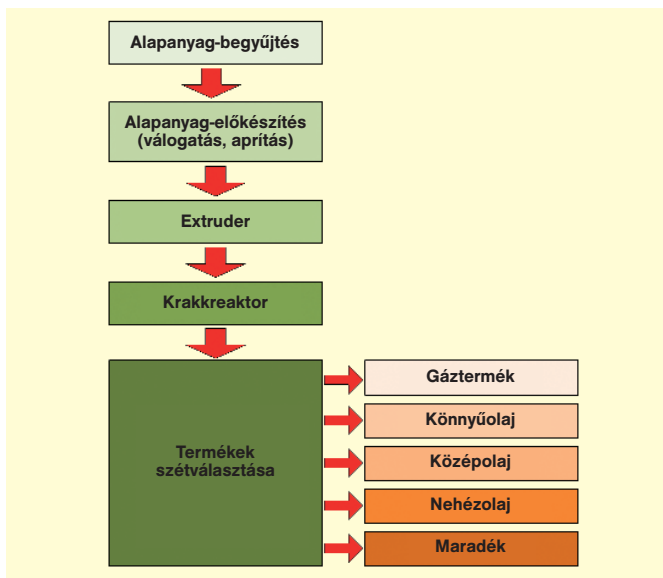 Alapanyag-begyűjtés
Alapanyag-előkészítés
(válogatás, aprítás)
Extruder
Krakkreaktor
Termékek
szétválasztása
Gáztermék
Könnyűolaj
Középolaj
Nehézolaj
Maradék